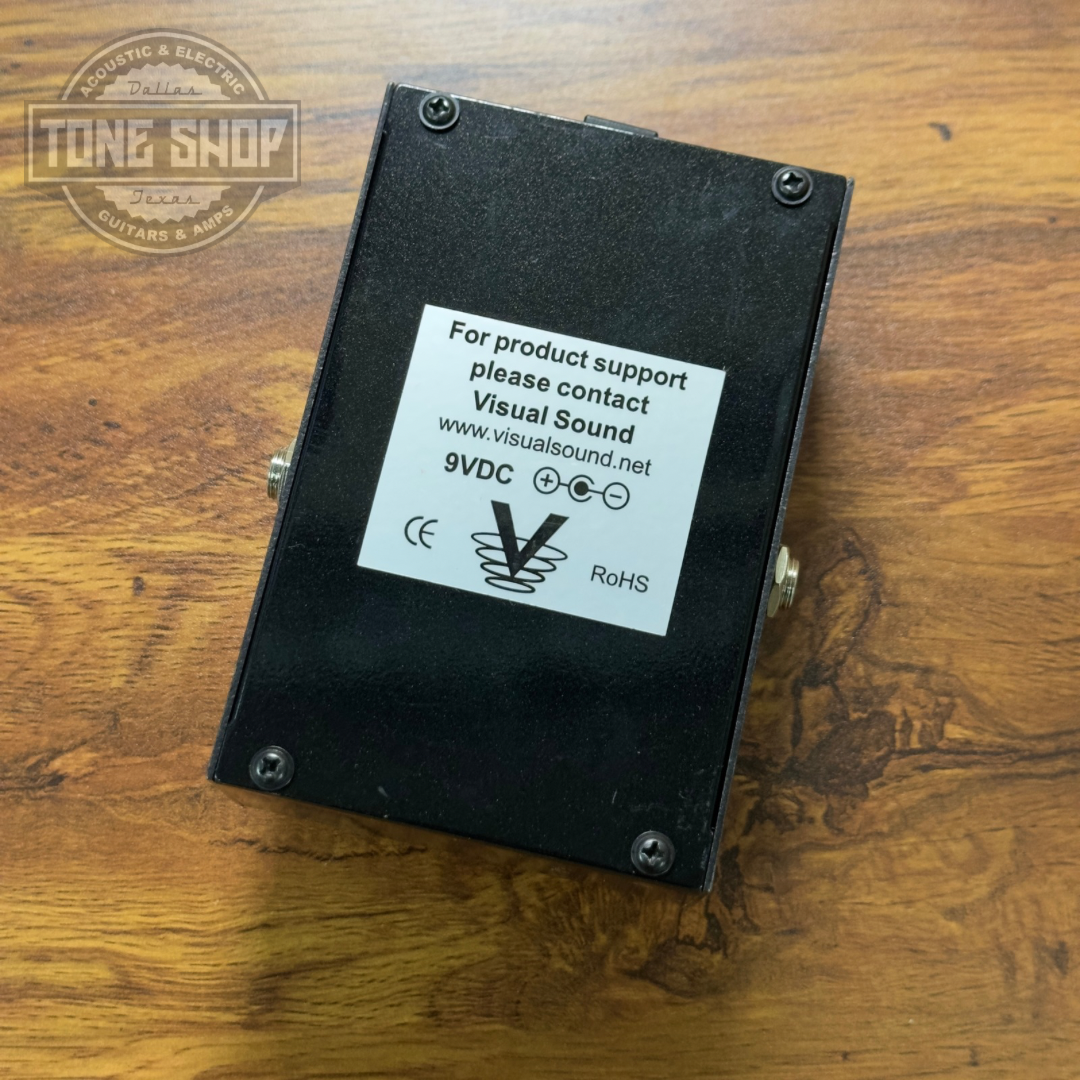 ACOUSTIC & ELECTRIC
Dallas
TONE SHOP
Texas
GUITARS & AMPS
For product support
please contact
Visual Sound
www.visualsound.net
9VDC + −
CE
V
RoHS